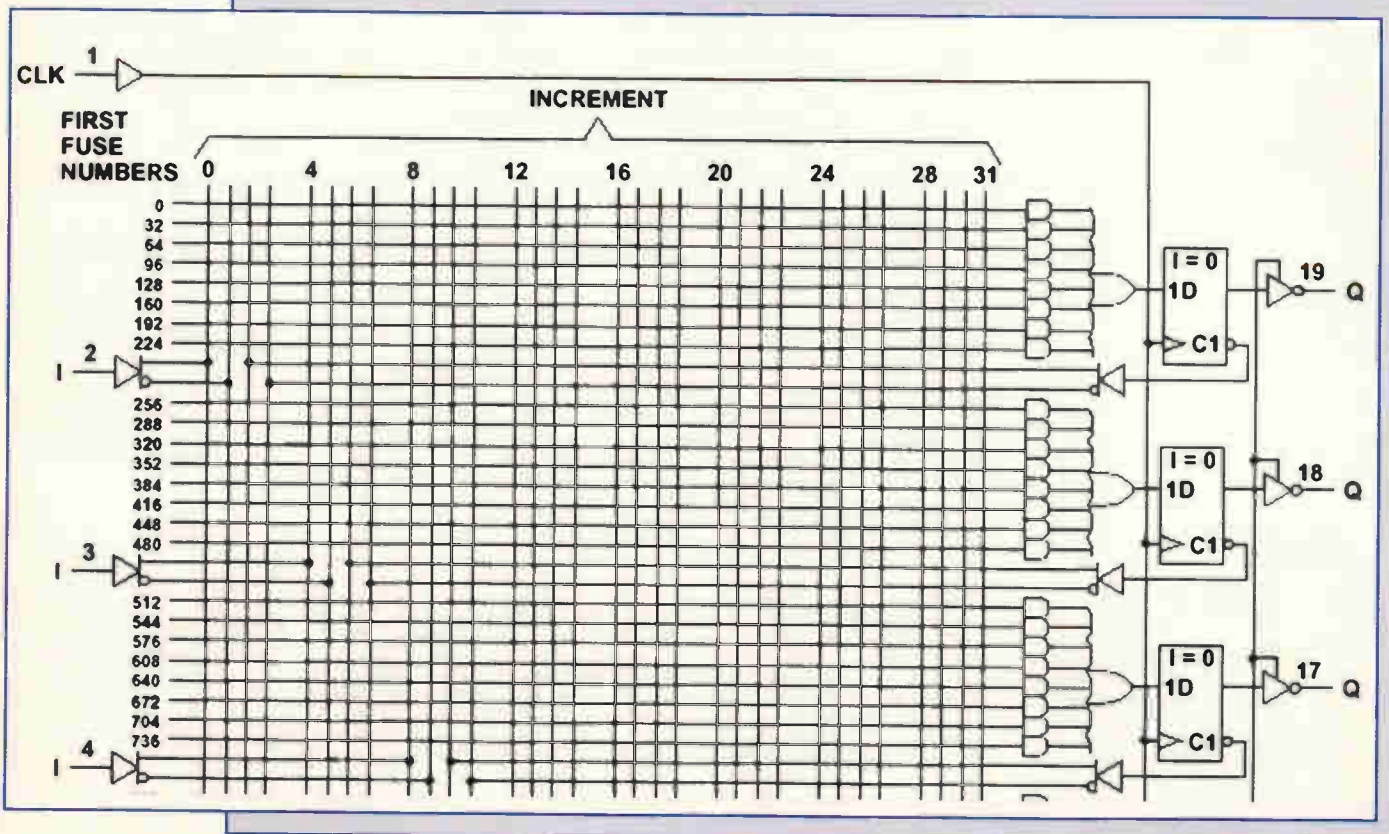 CLK 1
INCREMENT
FIRST
FUSE
NUMBERS 0 4 8 12 16 20 24 28 31
0
32
64
96
128
160
192
224
I = 0
1D
C1
19 Q
I 2
256
288
320
352
384
416
448
480
I = 0
1D
C1
18 Q
I 3
512
544
576
608
640
672
704
736
I = 0
1D
C1
17 Q
I 4